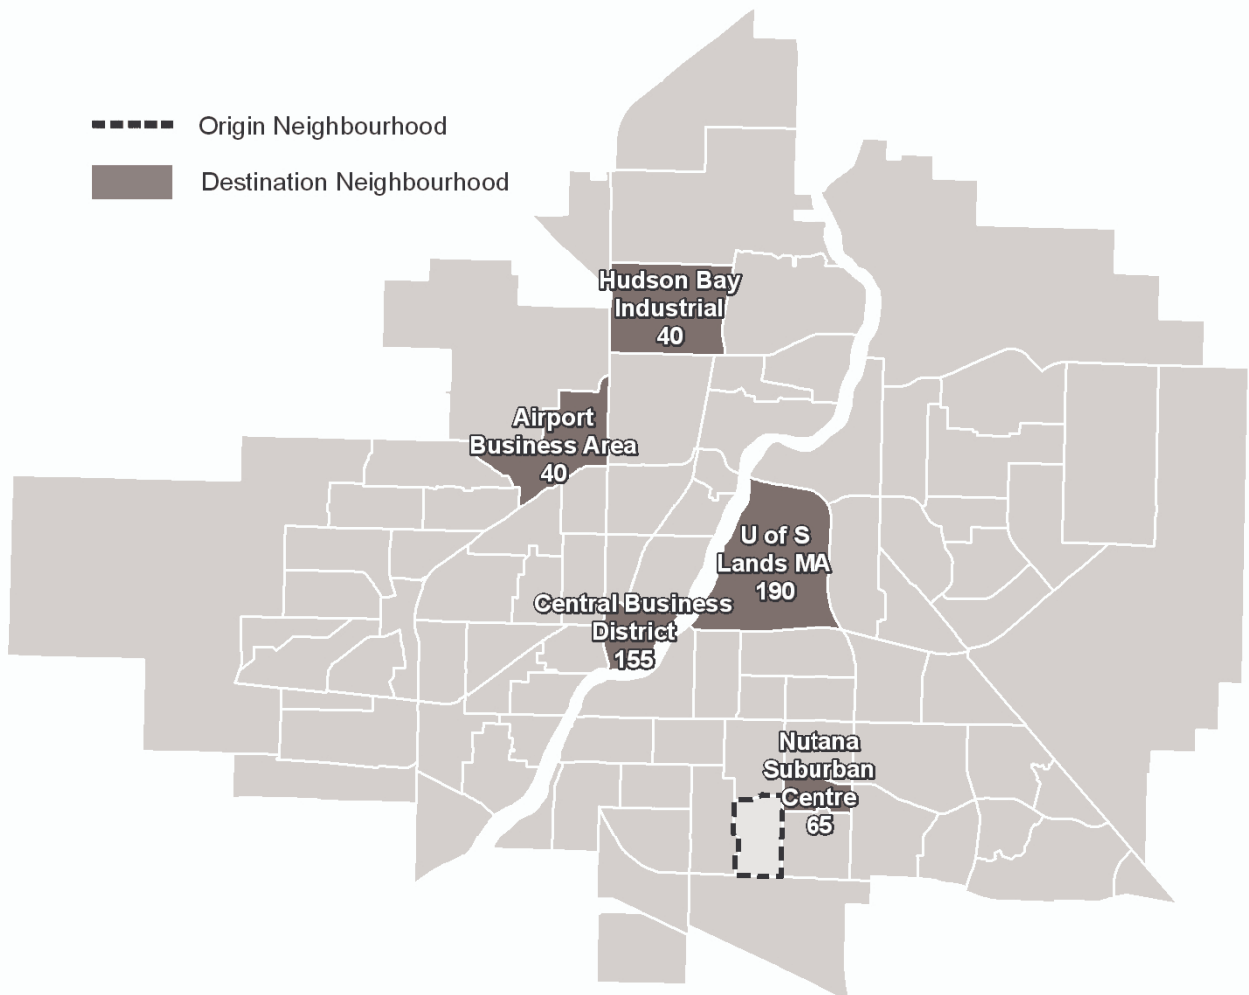 Origin Neighbourhood
Destination Neighbourhood
Hudson Bay
Industrial
40
Airport
Business Area
40
U of S
Lands MA
190
Central Business
District
155
Nutana
Suburban
Centre
65